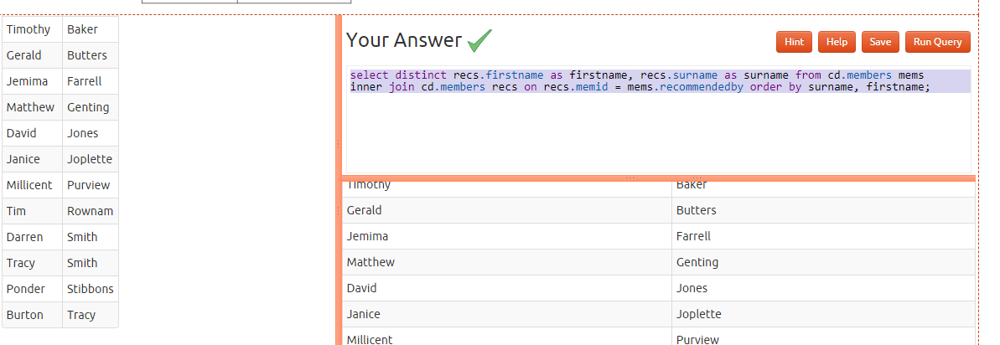 Timothy Baker
Gerald Butters
Jemima Farrell
Matthew Genting
David Jones
Janice Joplette
Millicent Purview
Tim Rownam
Darren Smith
Tracy Smith
Ponder Stibbons
Burton Tracy
Your Answer
Hint Help Save Run Query
select distinct recs.firstname as firstname, recs.surname as surname from cd.members mems
inner join cd.members recs on recs.memid = mems.recommendedby order by surname, firstname;
Timothy Baker
Gerald Butters
Jemima Farrell
Matthew Genting
David Jones
Janice Joplette
Millicent Purview